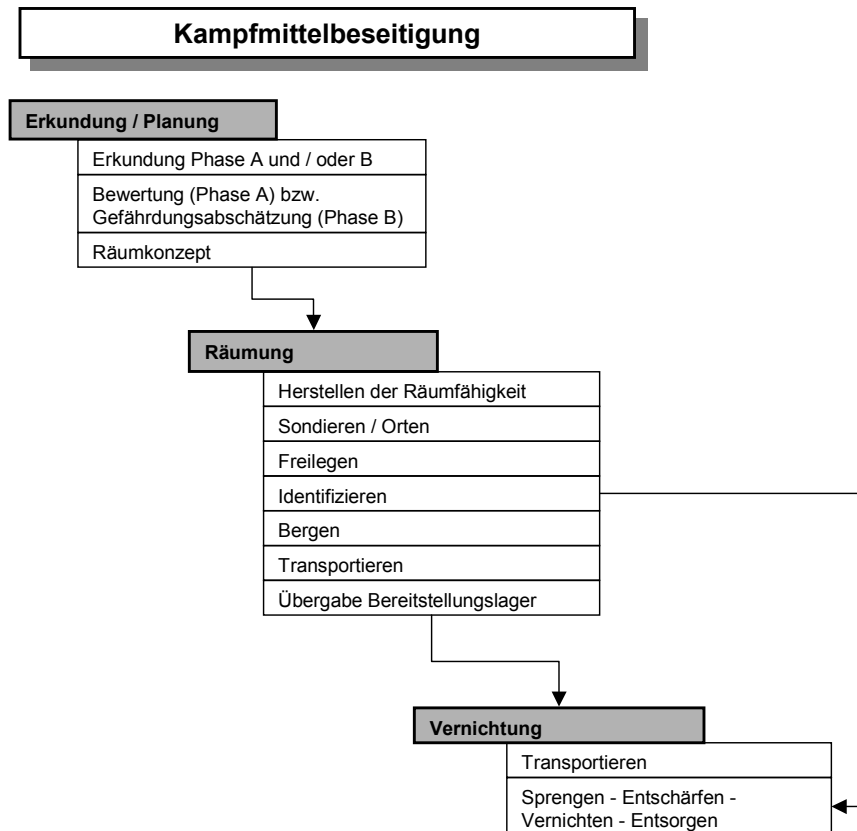 Kampfmittelbeseitigung
Erkundung / Planung
Erkundung Phase A und / oder B
Bewertung (Phase A) bzw.
Gefährdungsabschätzung (Phase B)
Räumkonzept
Räumung
Herstellen der Räumfähigkeit
Sondieren / Orten
Freilegen
Identifizieren
Bergen
Transportieren
Übergabe Bereitstellungslager
Vernichtung
Transportieren
Sprengen - Entschärfen -
Vernichten - Entsorgen